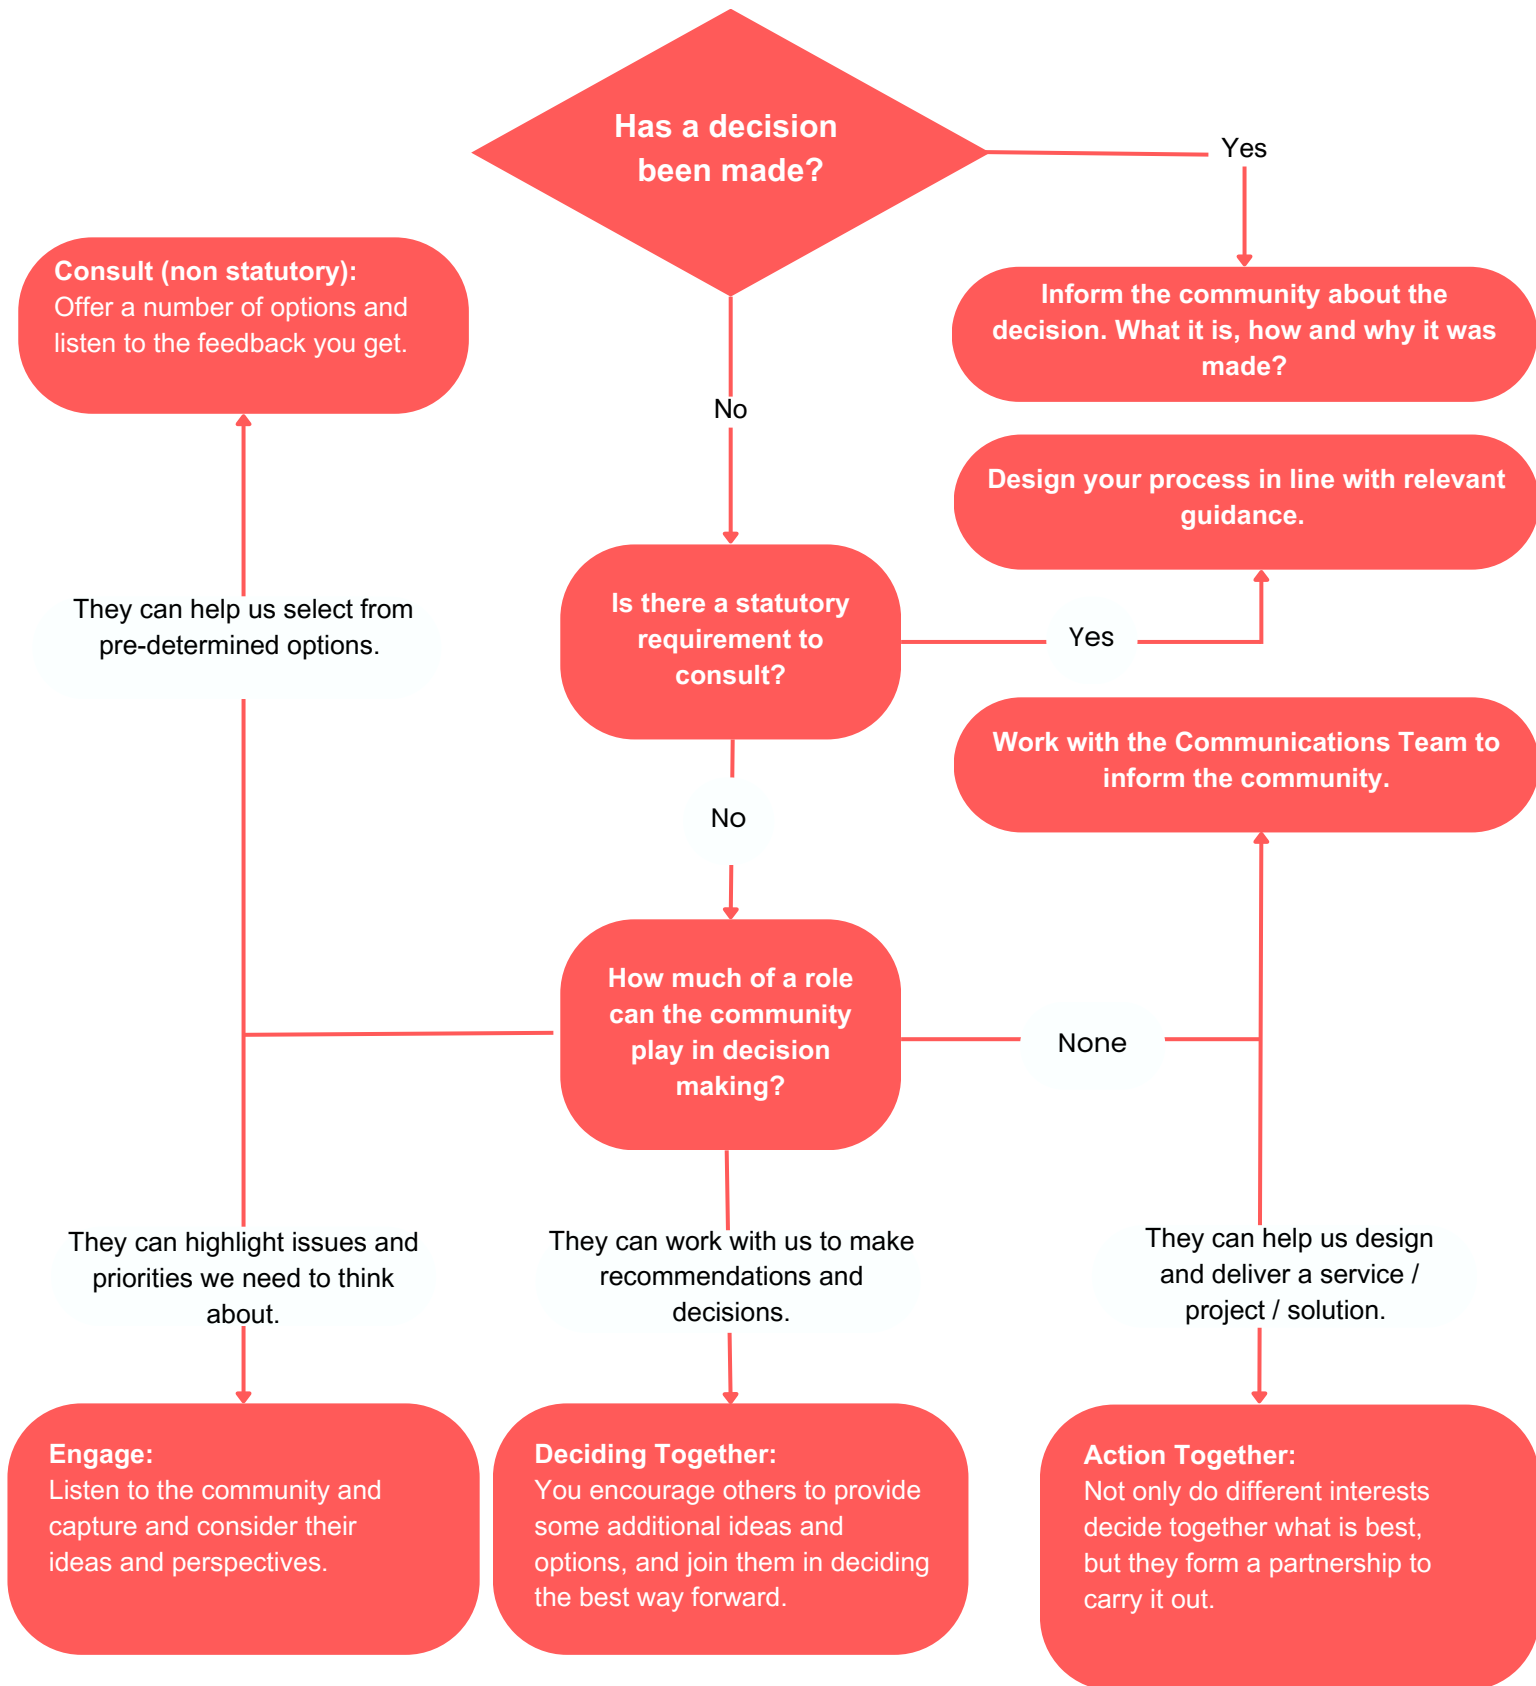 Has a decision
been made?
Yes
Consult (non statutory):
Offer a number of options and
listen to the feedback you get.
Inform the community about the
decision. What it is, how and why it was
made?
No
Design your process in line with relevant
guidance.
They can help us select from
pre-determined options.
Is there a statutory
requirement to
consult?
Yes
Work with the Communications Team to
inform the community.
No
How much of a role
can the community
play in decision
making?
None
They can highlight issues and
priorities we need to think
about.
They can work with us to make
recommendations and
decisions.
They can help us design
and deliver a service /
project / solution.
Engage:
Listen to the community and
capture and consider their
ideas and perspectives.
Deciding Together:
You encourage others to provide
some additional ideas and
options, and join them in deciding
the best way forward.
Action Together:
Not only do different interests
decide together what is best,
but they form a partnership to
carry it out.